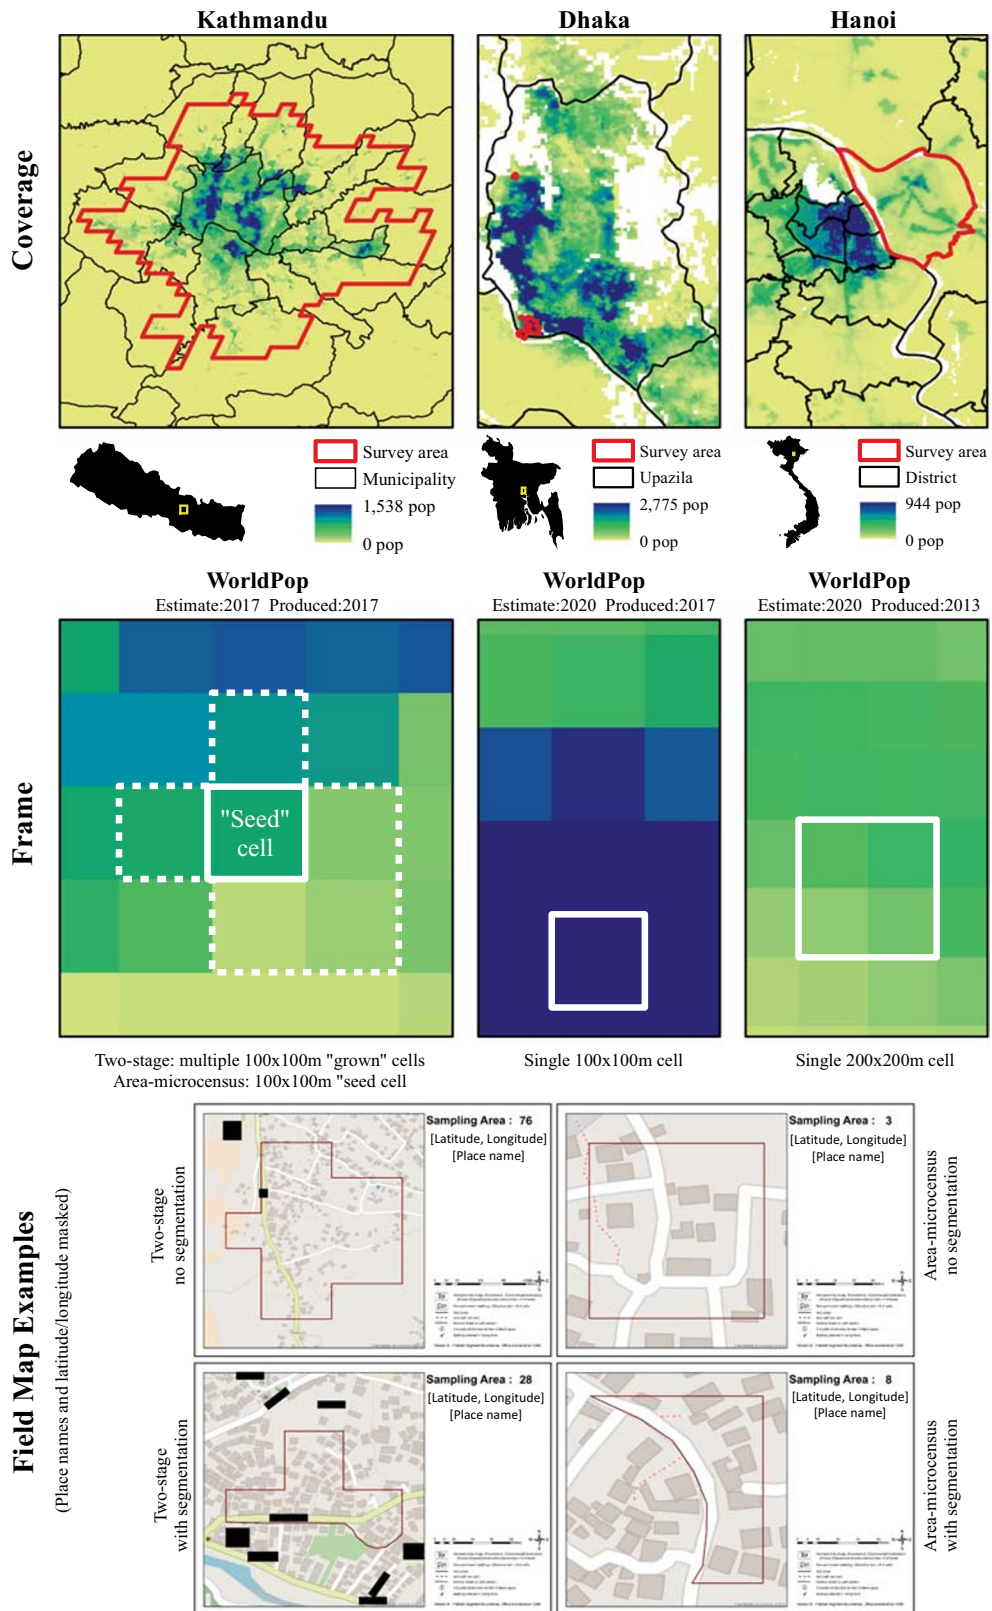 Kathmandu
Dhaka
Hanoi
Coverage
Survey area
Municipality
1,538 pop
0 pop
Survey area
Upazila
2,775 pop
0 pop
Survey area
District
944 pop
0 pop
WorldPop
Estimate:2017 Produced:2017
WorldPop
Estimate:2020 Produced:2017
WorldPop
Estimate:2020 Produced:2013
Frame
"Seed"
cell
Two-stage: multiple 100x100m "grown" cells
Area-microcensus: 100x100m "seed cell
Single 100x100m cell
Single 200x200m cell
Field Map Examples
(Place names and latitude/longitude masked)
Two-stage
no segmentation
Sampling Area : 76
[Latitude, Longitude]
[Place name]
Sampling Area : 3
[Latitude, Longitude]
[Place name]
Area-microcensus
no segmentation
Two-stage
with segmentation
Sampling Area : 28
[Latitude, Longitude]
[Place name]
Sampling Area : 8
[Latitude, Longitude]
[Place name]
Area-microcensus
with segmentation